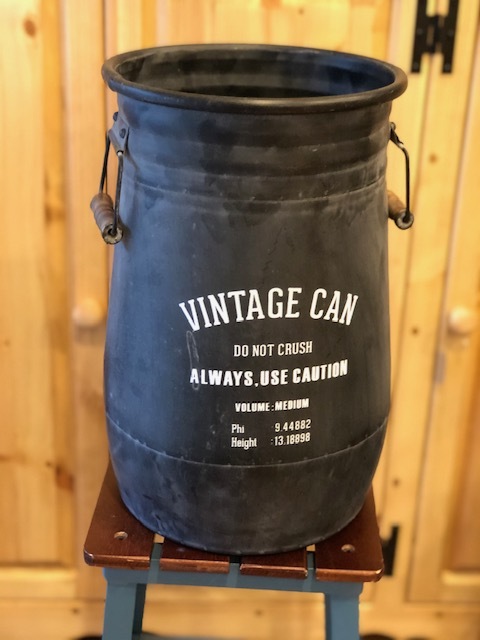 VINTAGE CAN
DO NOT CRUSH
ALWAYS, USE CAUTION
VOLUME : MEDIUM
Phi : 9.44882
Height : 13.18898